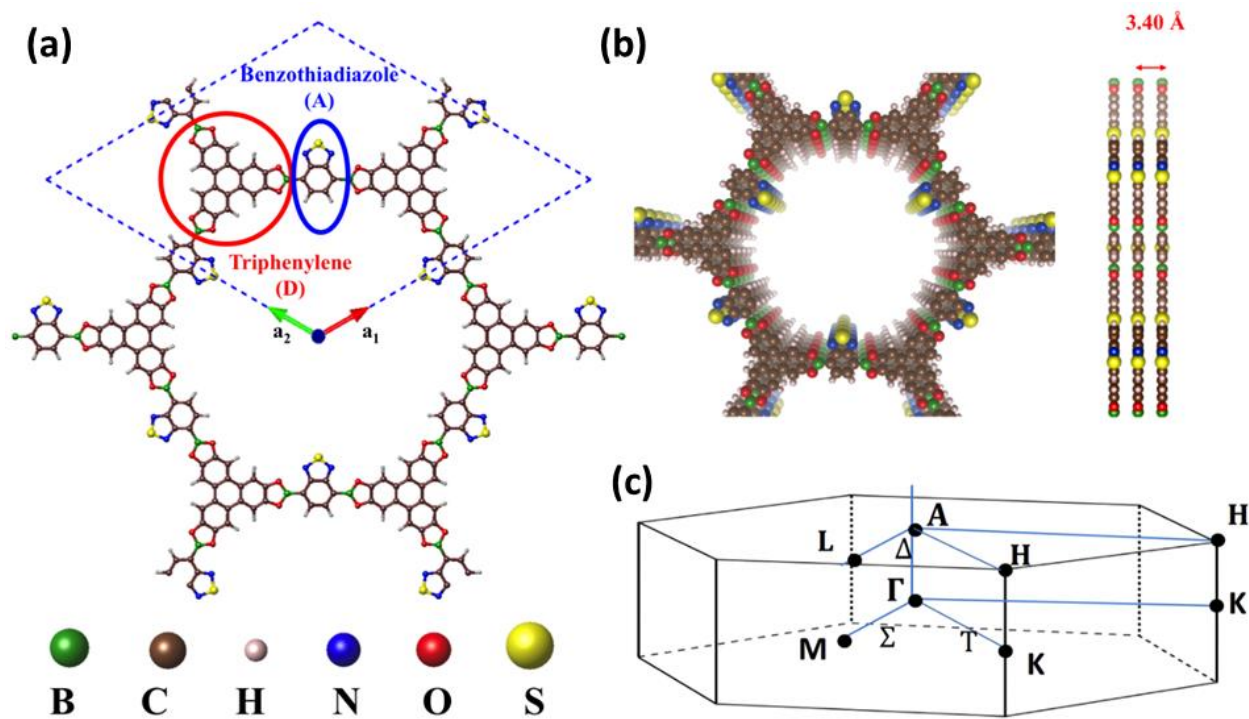 (a)
Benzothiadiazole
(A)
Triphenylene
(D)
a2
a1
B C H N O S
(b)
3.40 Å
(c)
A
H
L
Δ
H
Γ
K
M
Σ
T
K